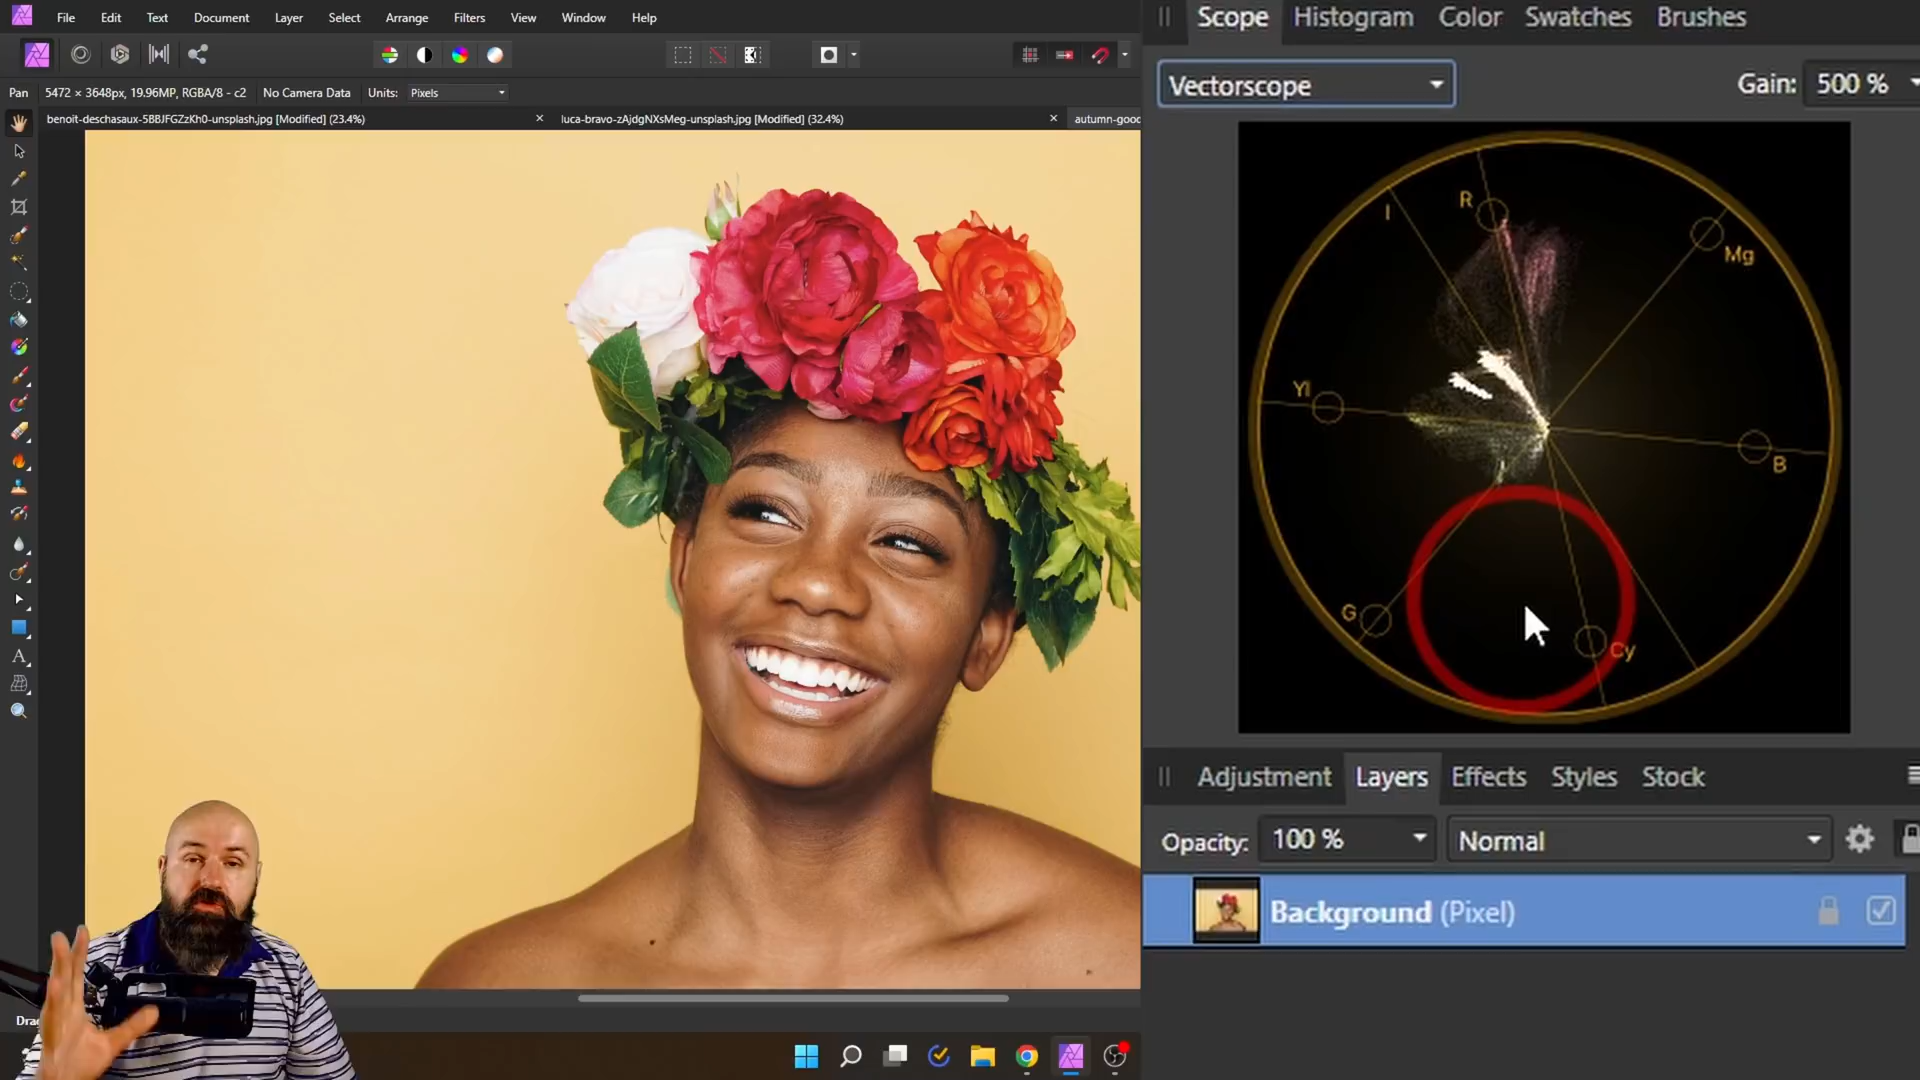 File Edit Text Document Layer Select Arrange Filters View Window Help
Pan 5472 × 3648px, 19.96MP, RGBA/8 - c2 No Camera Data Units: Pixels
benoit-deschasaux-5BBJFGZzKh0-unsplash.jpg [Modified] (23.4%) luca-bravo-zAjdgNXsMeg-unsplash.jpg [Modified] (32.4%) autumn-good
Scope Histogram Color Swatches Brushes
Vectorscope Gain: 500 %
R
I
Mg
Yl
B
G
Cy
Adjustment Layers Effects Styles Stock
Opacity: 100 % Normal
Background (Pixel)
A
Dra